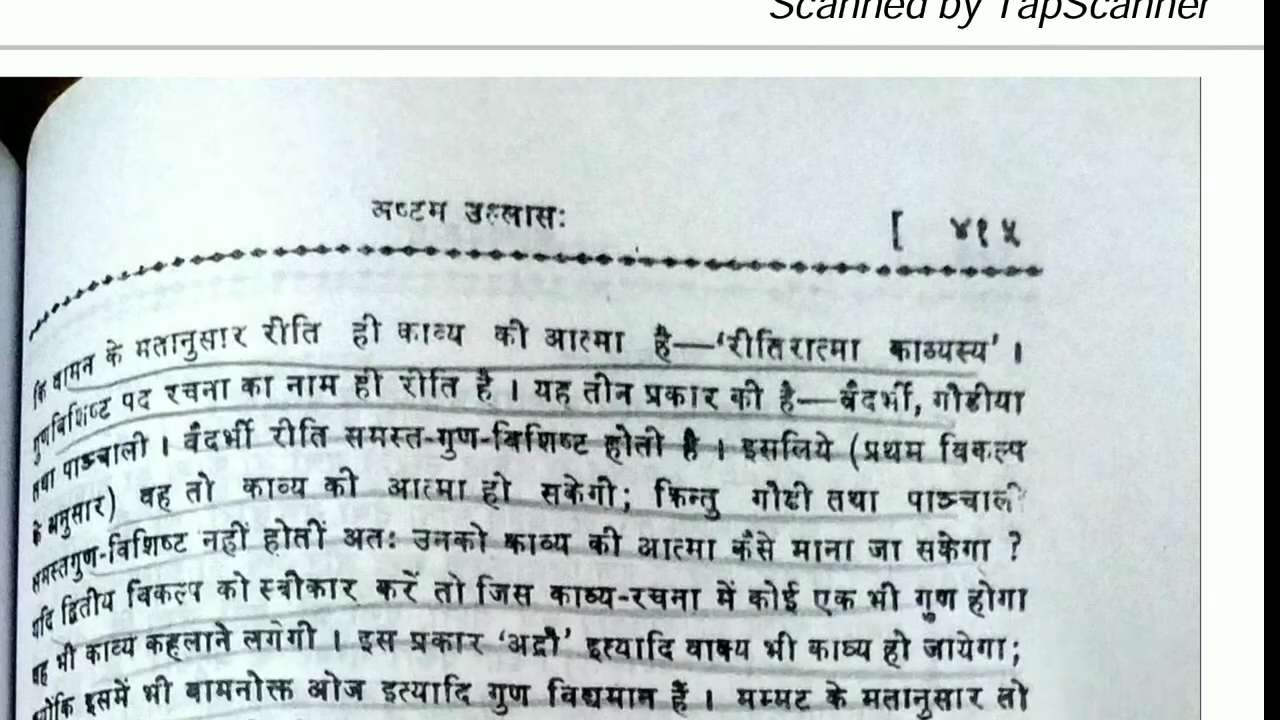 Scanned by TapScanner
अष्टम उल्लासः [ ४१५
कि वामन के मतानुसार रीति ही काव्य की आत्मा है—'रीतिरात्मा काव्यस्य' ।
गुणविशिष्ट पद रचना का नाम ही रीति है । यह तीन प्रकार की है—वैदर्भी, गौडीया
तथा पाञ्चाली । वैदर्भी रीति समस्त-गुण-विशिष्ट होती है । इसलिये (प्रथम विकल्प
के अनुसार) वह तो काव्य की आत्मा हो सकेगी; किन्तु गौडी तथा पाञ्चाली
समस्तगुण-विशिष्ट नहीं होतीं अतः उनको काव्य की आत्मा कैसे माना जा सकेगा ?
यदि द्वितीय विकल्प को स्वीकार करें तो जिस काव्य-रचना में कोई एक भी गुण होगा
वह भी काव्य कहलाने लगेगी । इस प्रकार 'अद्रौ' इत्यादि वाक्य भी काव्य हो जायेगा;
क्योंकि इसमें भी वामनोक्त ओज इत्यादि गुण विद्यमान हैं । मम्मट के मतानुसार तो